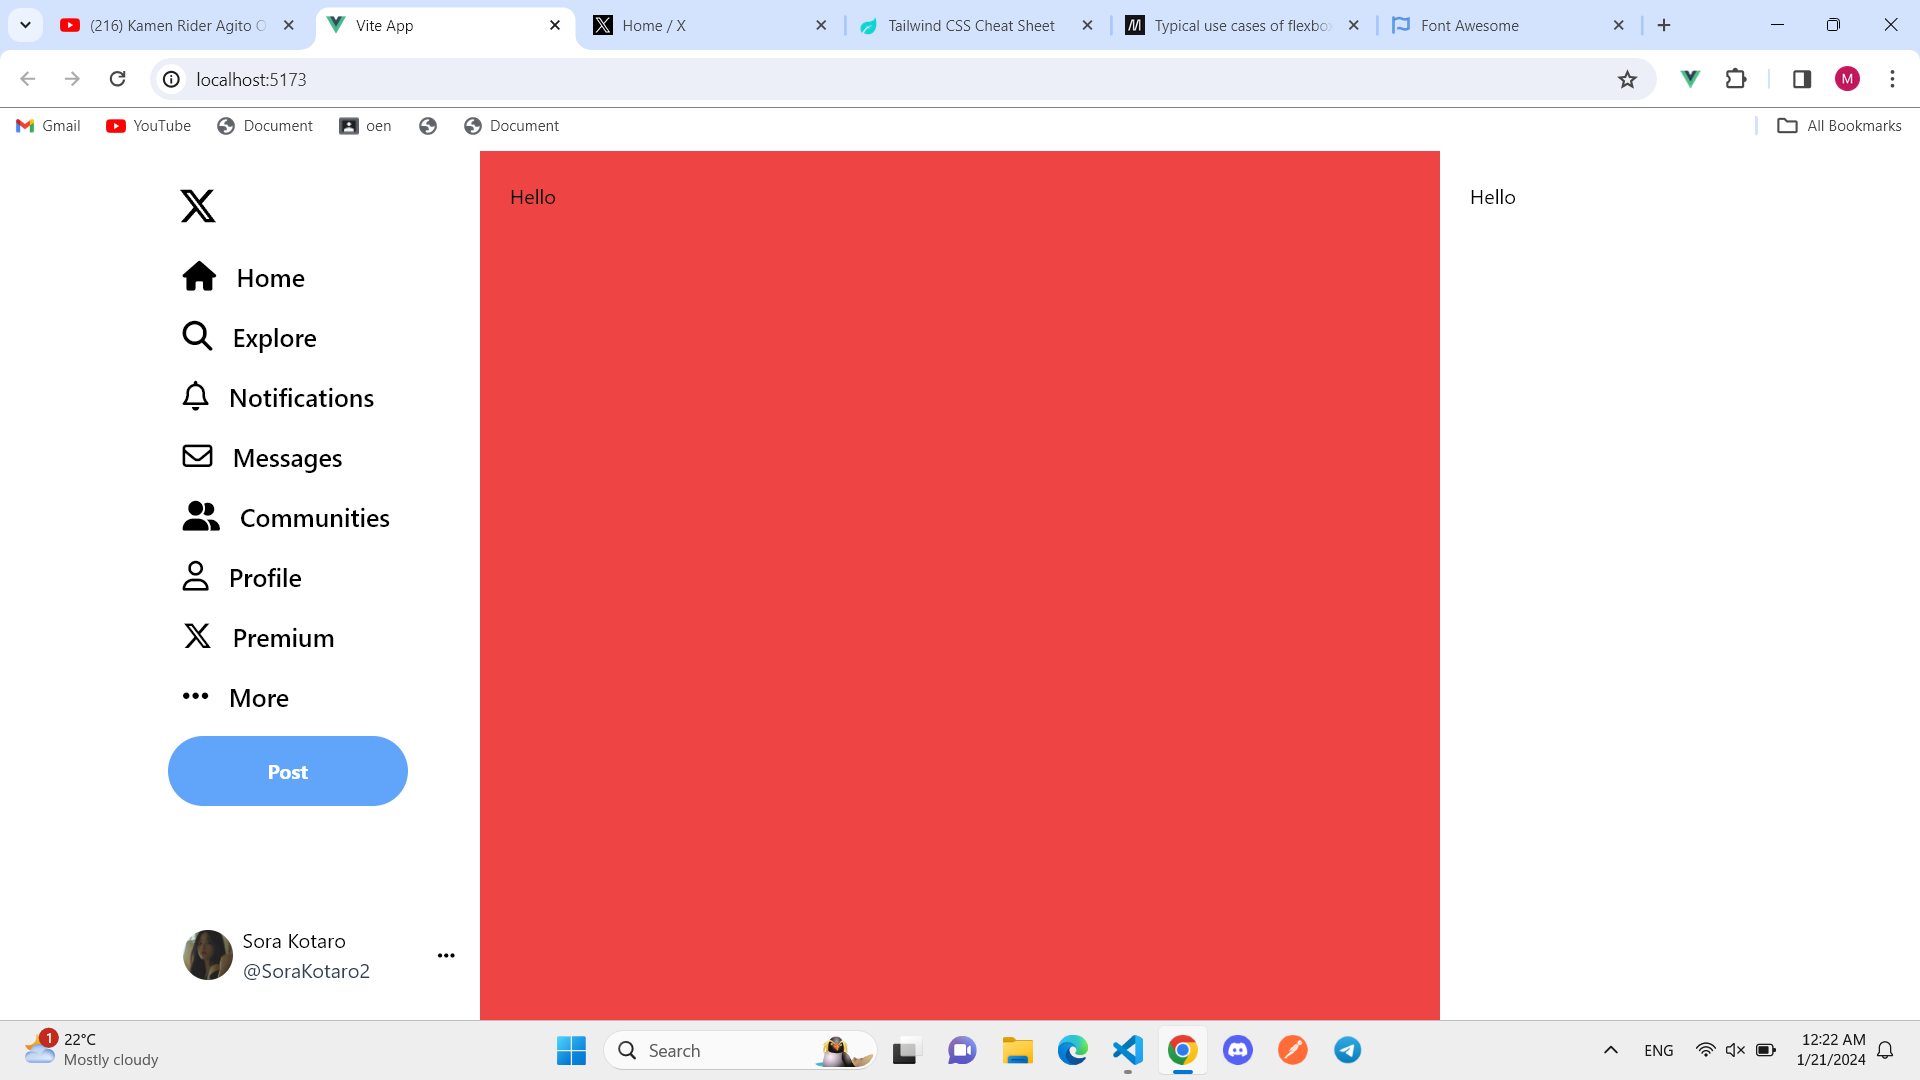 (216) Kamen Rider Agito O
Vite App
Home / X
Tailwind CSS Cheat Sheet
Typical use cases of flexbox
Font Awesome
localhost:5173
M
Gmail
YouTube
Document
oen
Document
All Bookmarks
Hello
Hello
Home
Explore
Notifications
Messages
Communities
Profile
Premium
More
Post
Sora Kotaro
@SoraKotaro2
1
22°C
Mostly cloudy
Search
ENG
12:22 AM
1/21/2024